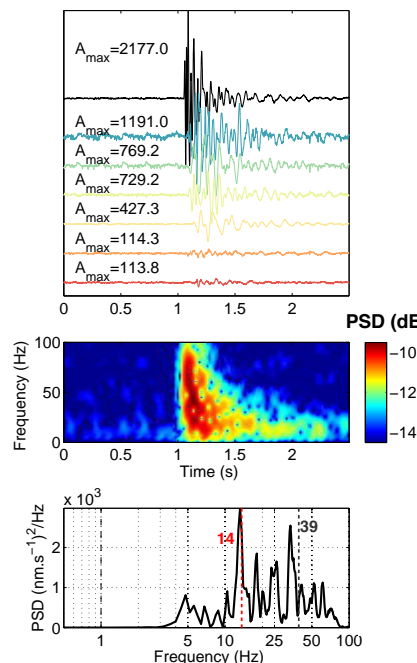 A_max=2177.0
A_max=1191.0
A_max=769.2
A_max=729.2
A_max=427.3
A_max=114.3
A_max=113.8
0 0.5 1 1.5 2
PSD (dB
100
50
0
Frequency (Hz)
0 0.5 1 1.5 2
Time (s)
−10
−12
−14
x 10³
14
39
2
1
0
PSD (nm.s⁻¹)²/Hz
1 5 10 25 50 100
Frequency (Hz)